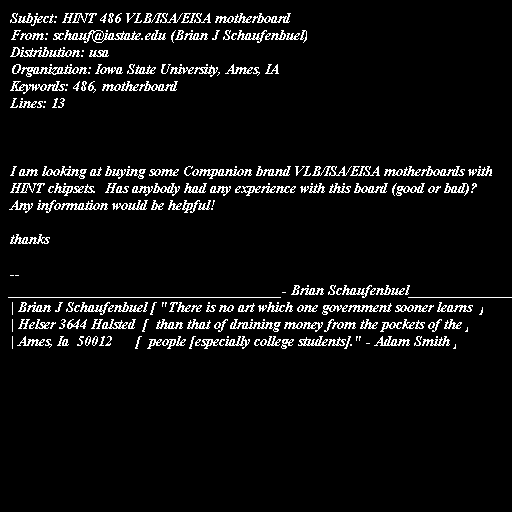 Subject: HINT 486 VLB/ISA/EISA motherboard
From: schauf@iastate.edu (Brian J Schaufenbuel)
Distribution: usa
Organization: Iowa State University, Ames, IA
Keywords: 486, motherboard
Lines: 13
I am looking at buying some Companion brand VLB/ISA/EISA motherboards with
HINT chipsets.  Has anybody had any experience with this board (good or bad)?
Any information would be helpful!
thanks
--
______________________________________- Brian Schaufenbuel______________
| Brian J Schaufenbuel [ "There is no art which one government sooner learns  ]
| Helser 3644 Halsted  [  than that of draining money from the pockets of the ]
| Ames, Ia  50012      [  people [especially college students]." - Adam Smith ]